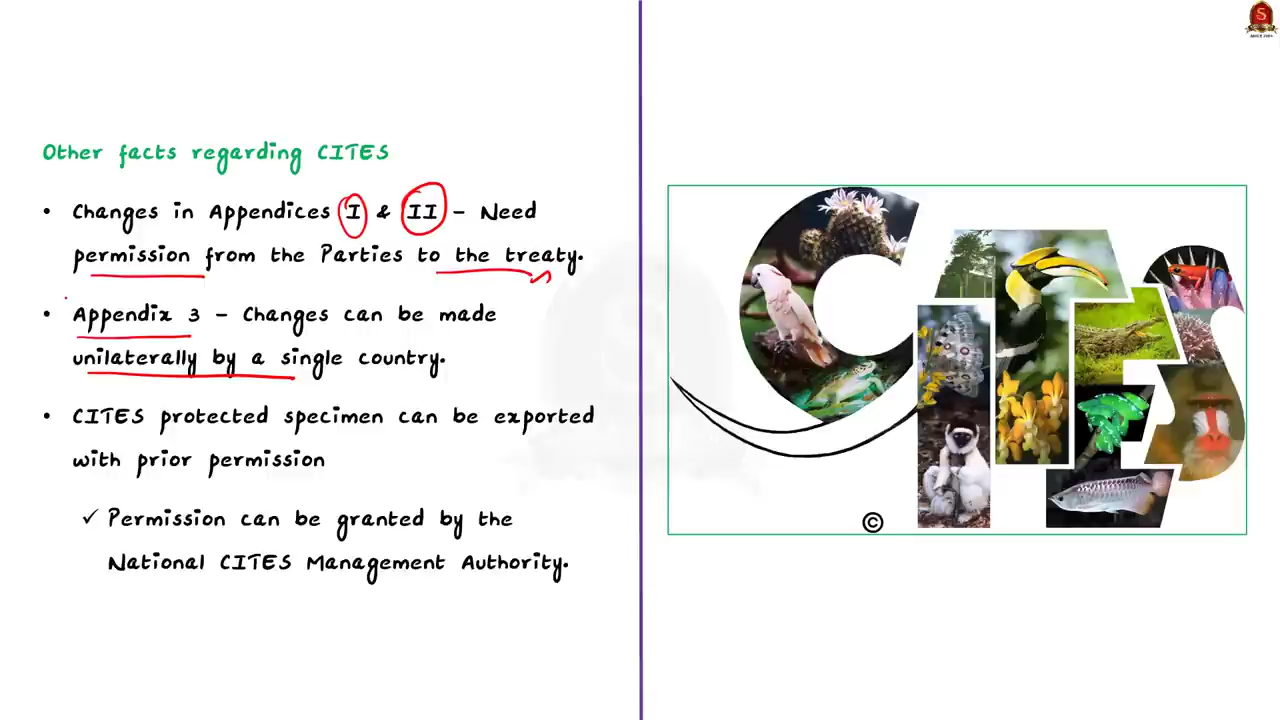 Other facts regarding CITES
• Changes in Appendices I & II - Need
permission from the Parties to the treaty.
• Appendix 3 - Changes can be made
unilaterally by a single country.
• CITES protected specimen can be exported
with prior permission
✓ Permission can be granted by the
National CITES Management Authority.
CITES
©
S